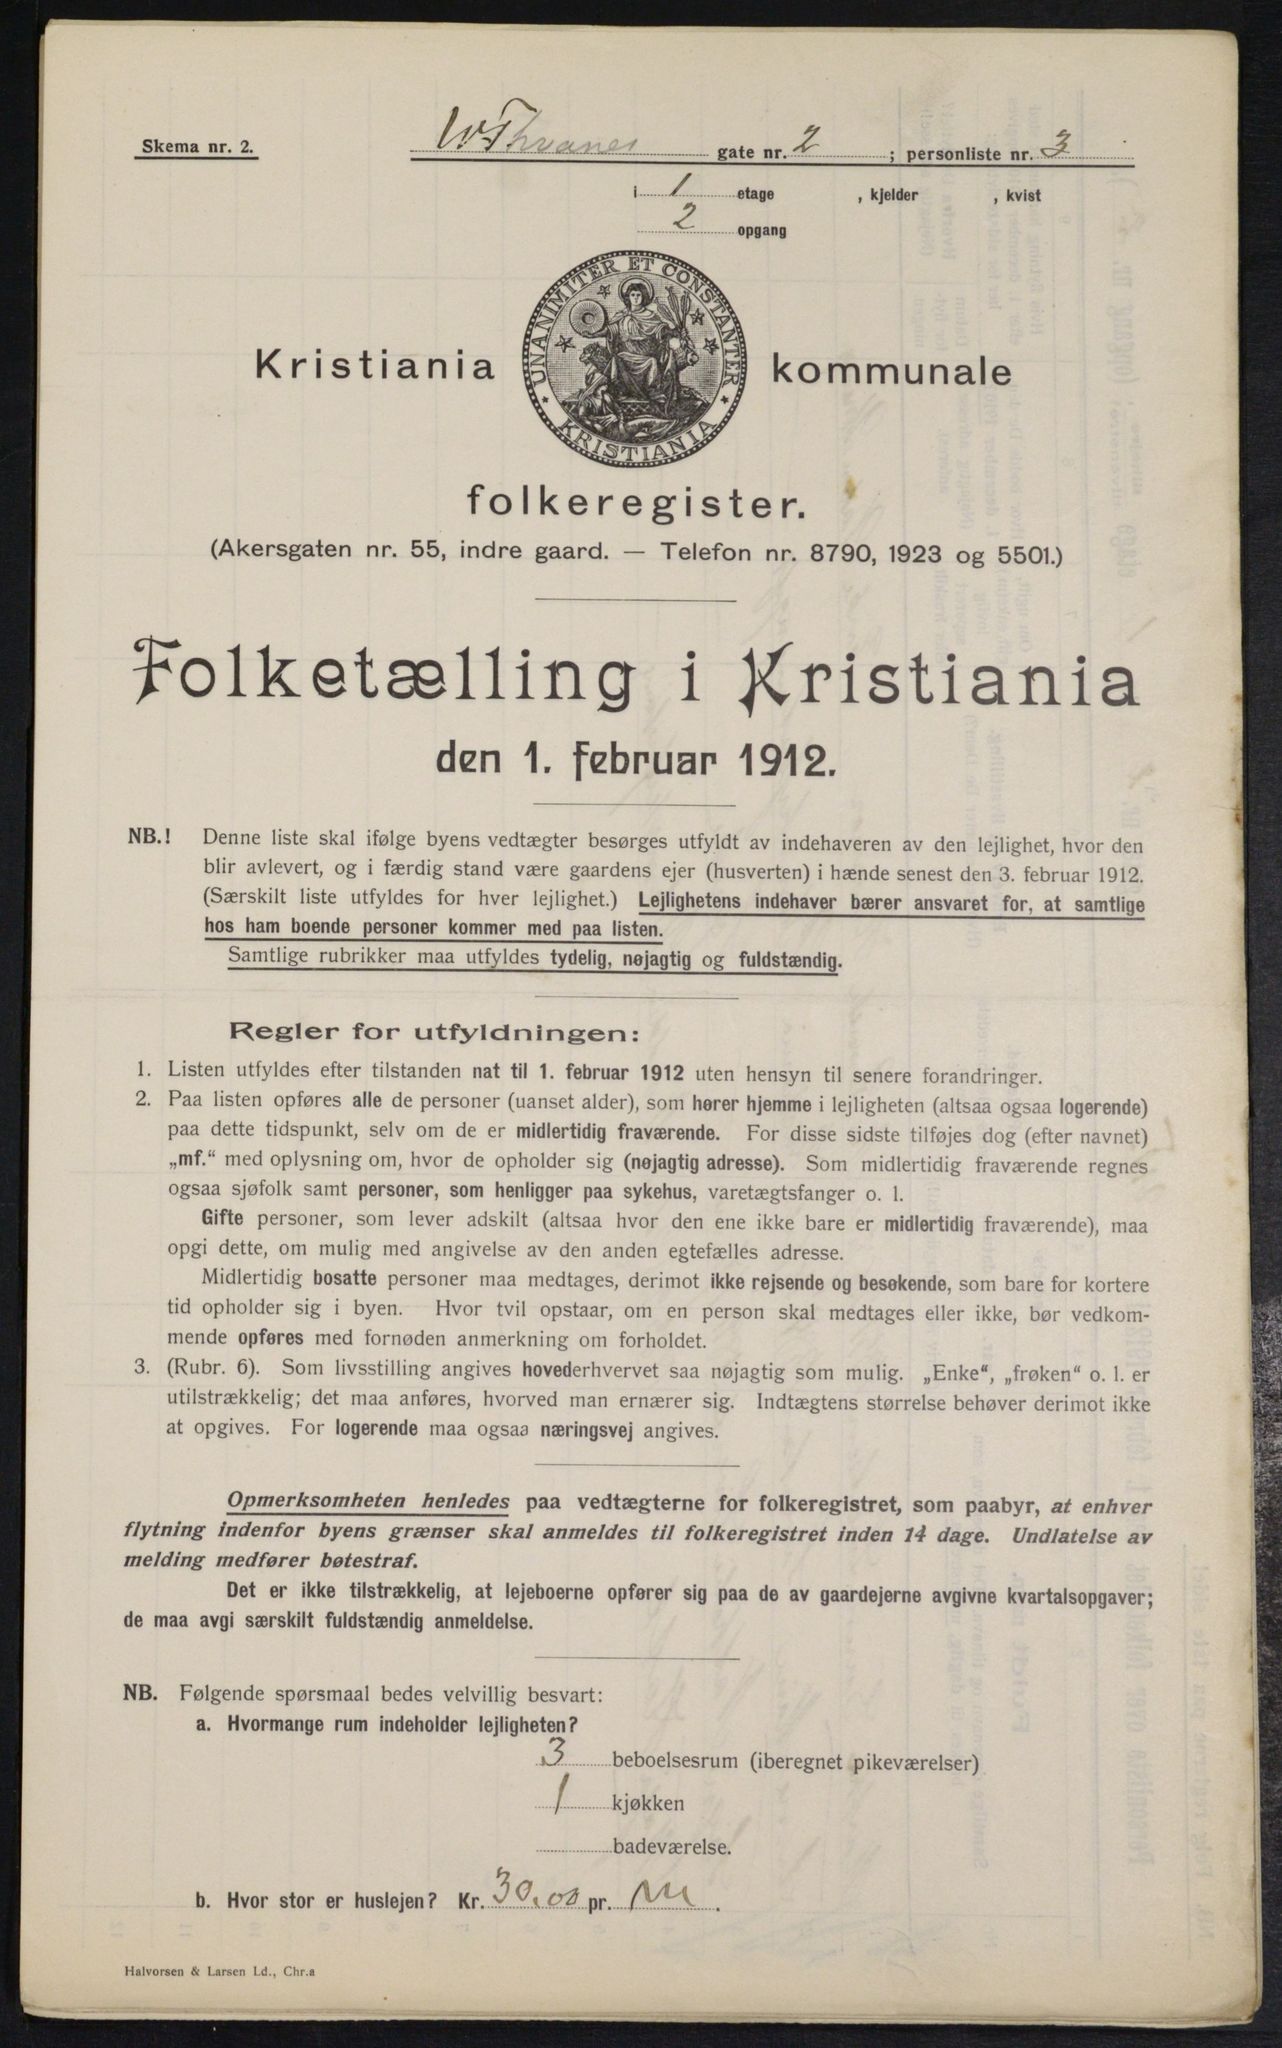 Skema nr. 2.
W Thranes gate nr. 2 ; personliste nr. 3
i 1 etage , kjelder , kvist
2 opgang
UNANIMITER ET CONSTANTER
KRISTIANIA
Kristiania kommunale
folkeregister.
(Akersgaten nr. 55, indre gaard. — Telefon nr. 8790, 1923 og 5501.)
Folketælling i Kristiania
den 1. februar 1912.
NB.! Denne liste skal ifølge byens vedtægter besørges utfyldt av indehaveren av den lejlighet, hvor den
blir avlevert, og i færdig stand være gaardens ejer (husverten) i hænde senest den 3. februar 1912.
(Særskilt liste utfyldes for hver lejlighet.) Lejlighetens indehaver bærer ansvaret for, at samtlige
hos ham boende personer kommer med paa listen.
Samtlige rubrikker maa utfyldes tydelig, nøjagtig og fuldstændig.
Regler for utfyldningen:
1. Listen utfyldes efter tilstanden nat til 1. februar 1912 uten hensyn til senere forandringer.
2. Paa listen opføres alle de personer (uanset alder), som hører hjemme i lejligheten (altsaa ogsaa logerende)
paa dette tidspunkt, selv om de er midlertidig fraværende. For disse sidste tilføjes dog (efter navnet)
„mf.“ med oplysning om, hvor de opholder sig (nøjagtig adresse). Som midlertidig fraværende regnes
ogsaa sjøfolk samt personer, som henligger paa sykehus, varetægtsfanger o. l.
Gifte personer, som lever adskilt (altsaa hvor den ene ikke bare er midlertidig fraværende), maa
opgi dette, om mulig med angivelse av den anden egtefælles adresse.
Midlertidig bosatte personer maa medtages, derimot ikke rejsende og besøkende, som bare for kortere
tid opholder sig i byen. Hvor tvil opstaar, om en person skal medtages eller ikke, bør vedkom-
mende opføres med fornøden anmerkning om forholdet.
3. (Rubr. 6). Som livsstilling angives hovederhvervet saa nøjagtig som mulig. „Enke“, „frøken“ o. l. er
utilstrækkelig; det maa anføres, hvorved man ernærer sig. Indtægtens størrelse behøver derimot ikke
at opgives. For logerende maa ogsaa næringsvej angives.
Opmerksomheten henledes paa vedtægterne for folkeregistret, som paabyr, at enhver
flytning indenfor byens grænser skal anmeldes til folkeregistret inden 14 dage. Undlatelse av
melding medfører bøtestraf.
Det er ikke tilstrækkelig, at lejeboerne opfører sig paa de av gaardejerne avgivne kvartalsopgaver;
de maa avgi særskilt fuldstændig anmeldelse.
NB. Følgende spørsmaal bedes velvillig besvart:
a. Hvormange rum indeholder lejligheten?
3 beboelsesrum (iberegnet pikeværelser)
1 kjøkken
badeværelse.
b. Hvor stor er huslejen? Kr. 30.00 pr. M.
Halvorsen & Larsen Ld., Chr.a